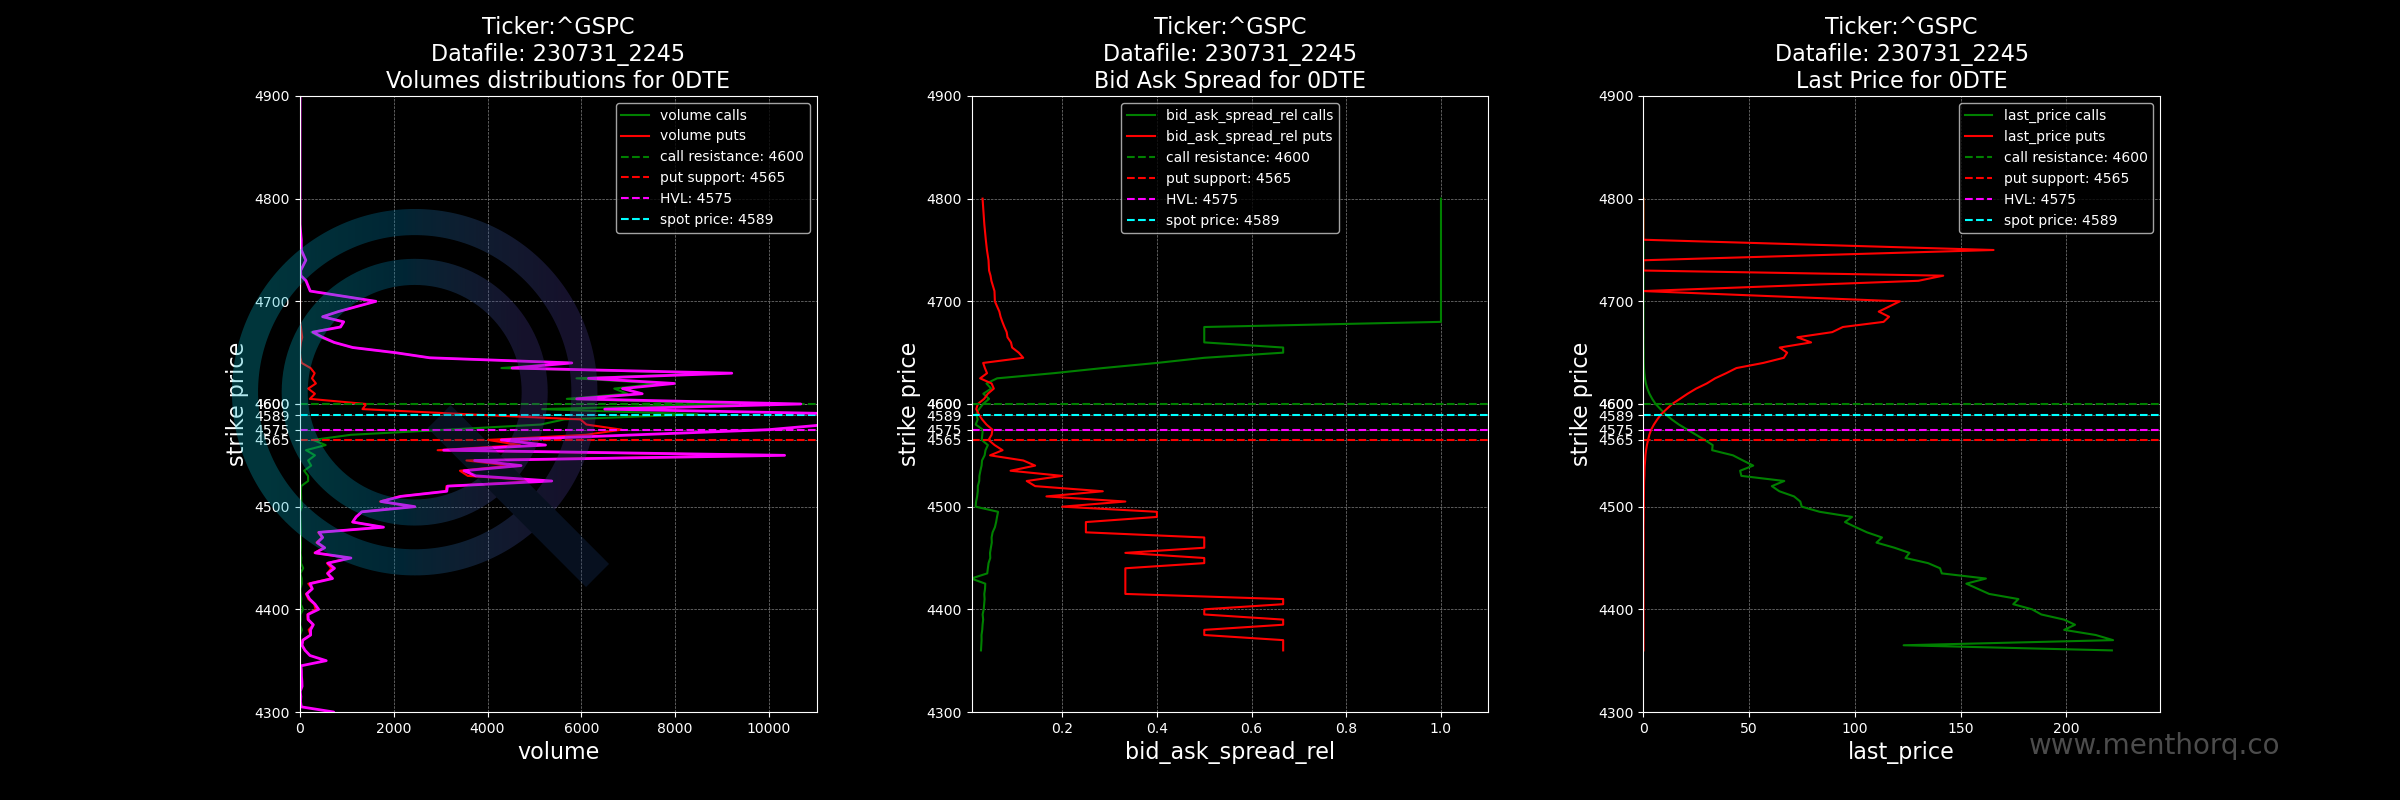 Ticker:^GSPC
Datafile: 230731_2245
Volumes distributions for 0DTE
4900
4800
4700
4600
4589
4575
4565
4500
4400
4300
strike price
0
2000
4000
6000
8000
10000
volume
volume calls
volume puts
call resistance: 4600
put support: 4565
HVL: 4575
spot price: 4589
Ticker:^GSPC
Datafile: 230731_2245
Bid Ask Spread for 0DTE
4900
4800
4700
4600
4589
4575
4565
4500
4400
4300
strike price
0.2
0.4
0.6
0.8
1.0
bid_ask_spread_rel
bid_ask_spread_rel calls
bid_ask_spread_rel puts
call resistance: 4600
put support: 4565
HVL: 4575
spot price: 4589
Ticker:^GSPC
Datafile: 230731_2245
Last Price for 0DTE
4900
4800
4700
4600
4589
4575
4565
4500
4400
4300
strike price
0
50
100
150
200
last_price
last_price calls
last_price puts
call resistance: 4600
put support: 4565
HVL: 4575
spot price: 4589
www.menthorq.co